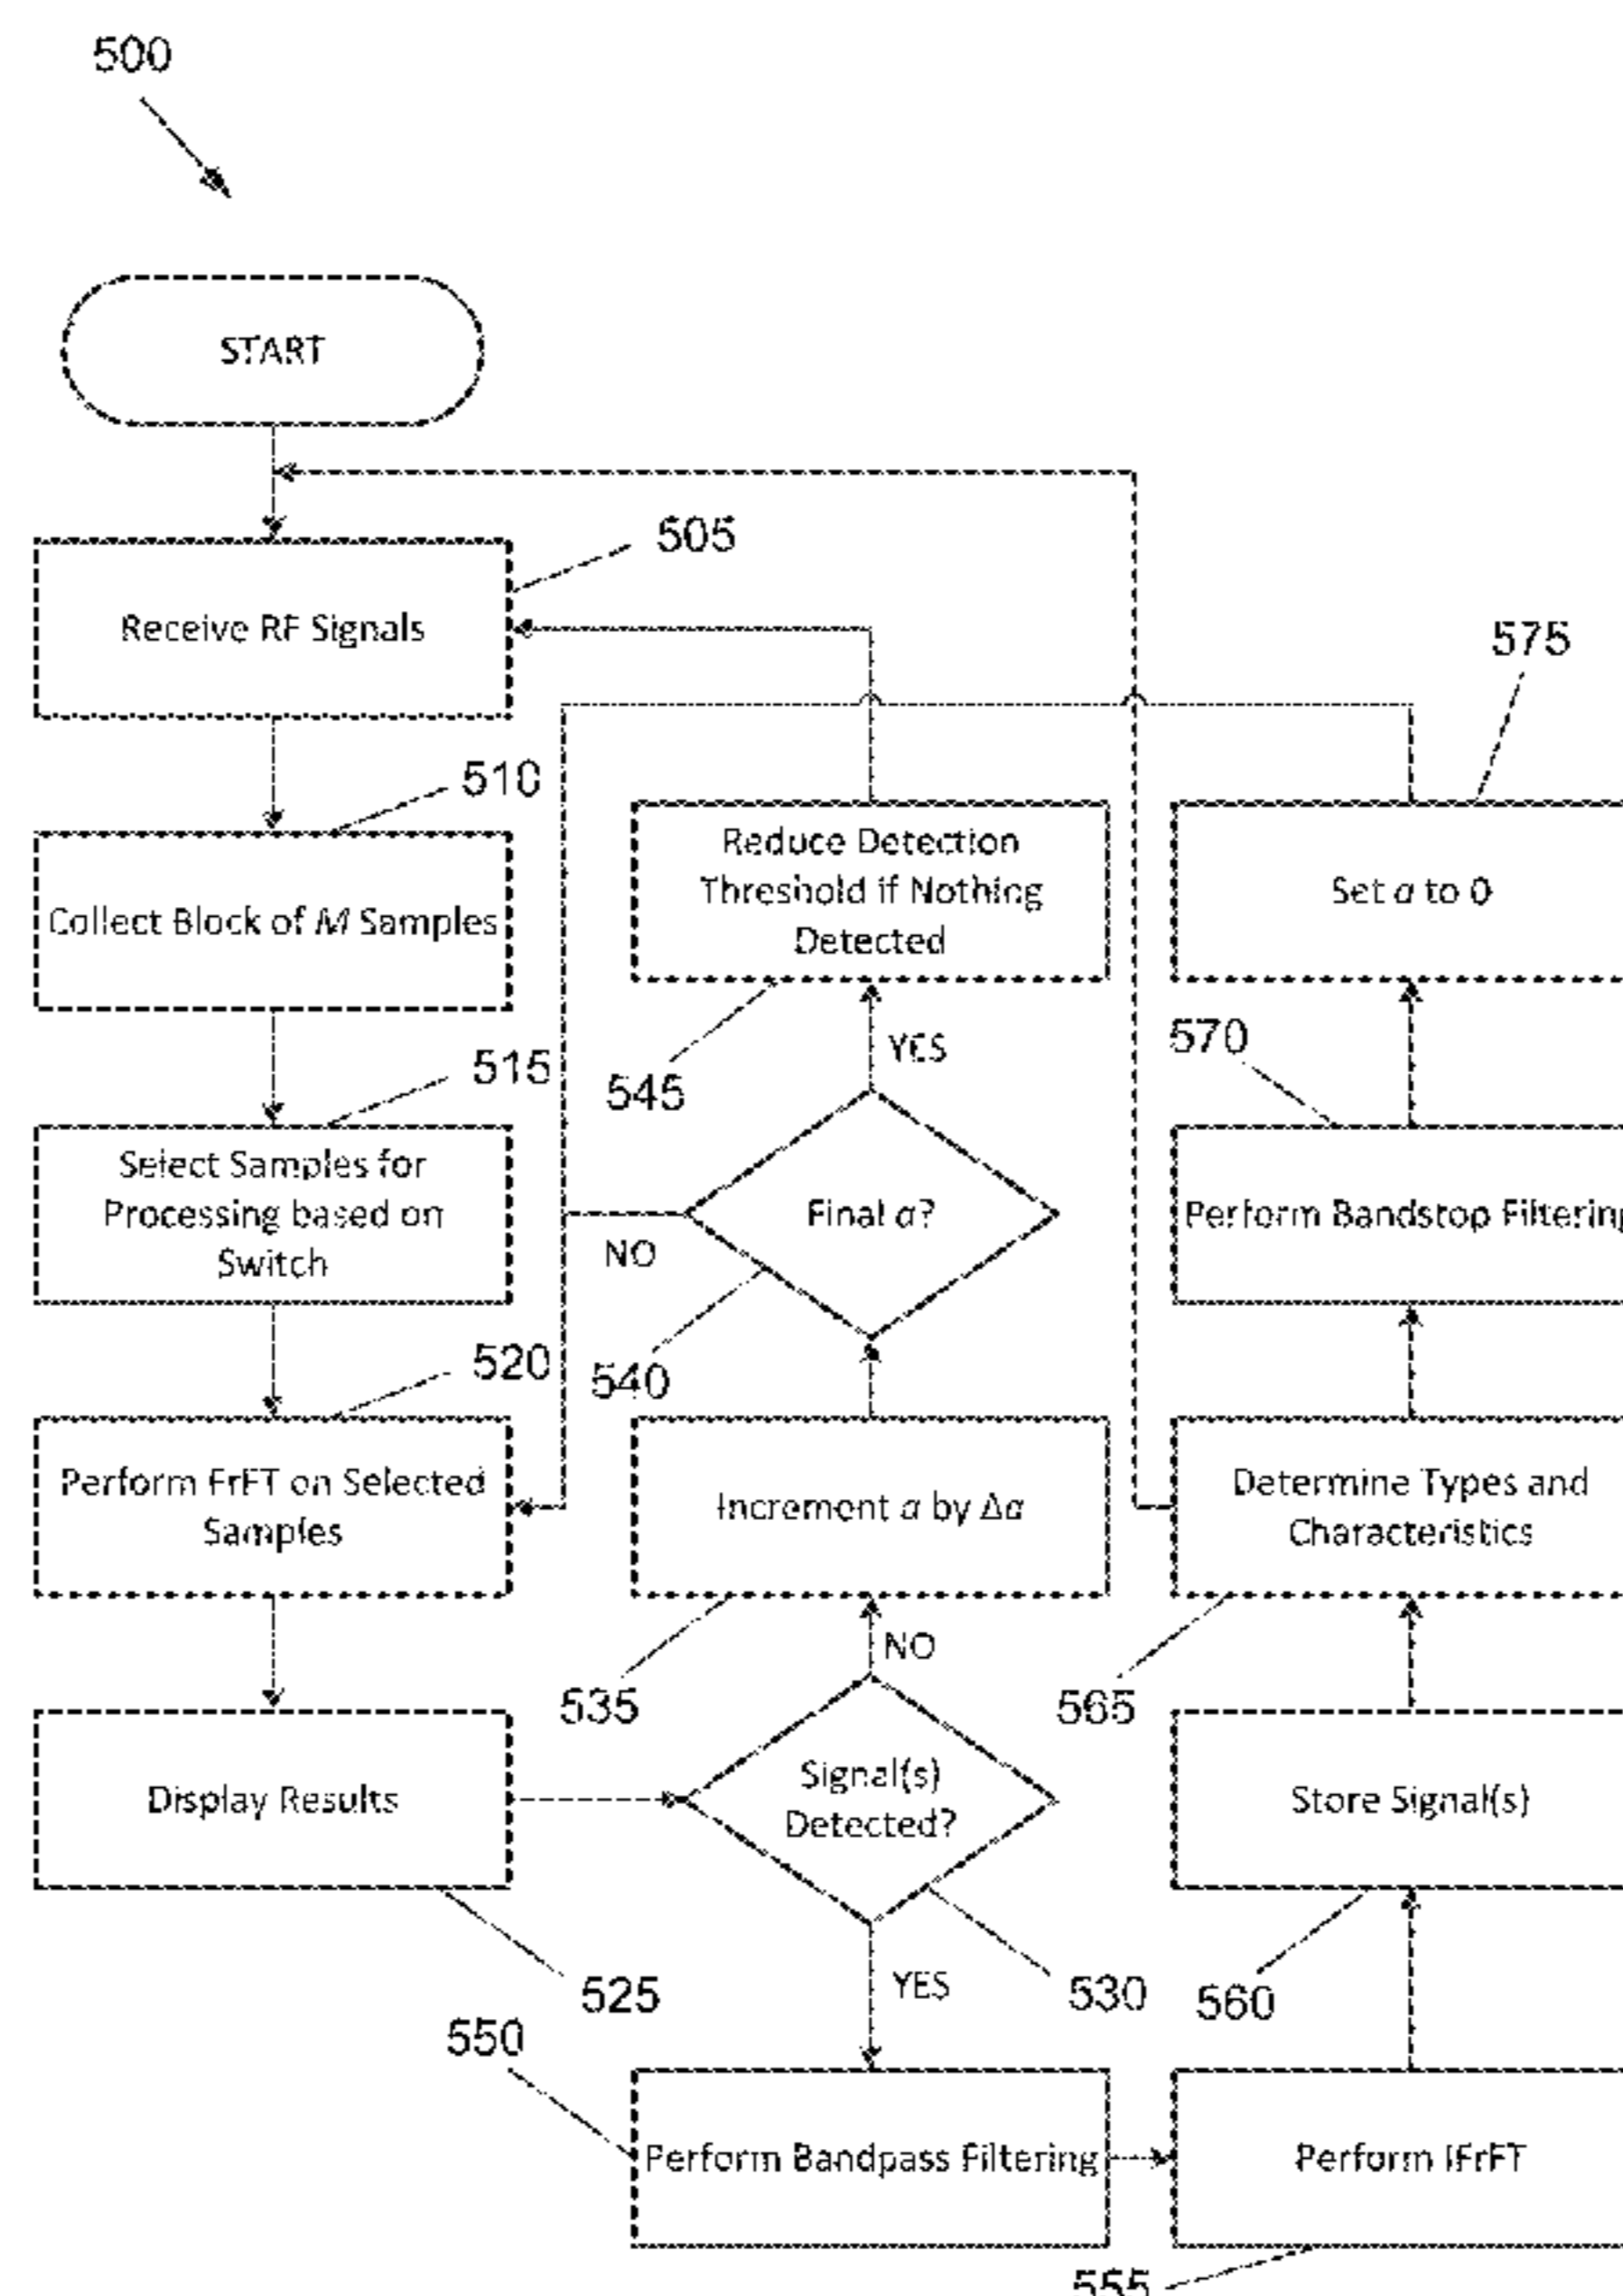 500
START
505
Receive RF Signals
575
510
Collect Block of M Samples
Reduce Detection
Threshold if Nothing
Detected
Set a to 0
570
515
545
YES
Select Samples for
Processing based on
Switch
Final a?
Perform Bandstop Filtering
NO
520
540
Perform FrFT on Selected
Samples
Increment a by Δa
Determine Types and
Characteristics
NO
535
565
Display Results
Signal(s)
Detected?
Store Signal(s)
525
YES
530
560
550
Perform Bandpass Filtering
Perform IFrFT
555